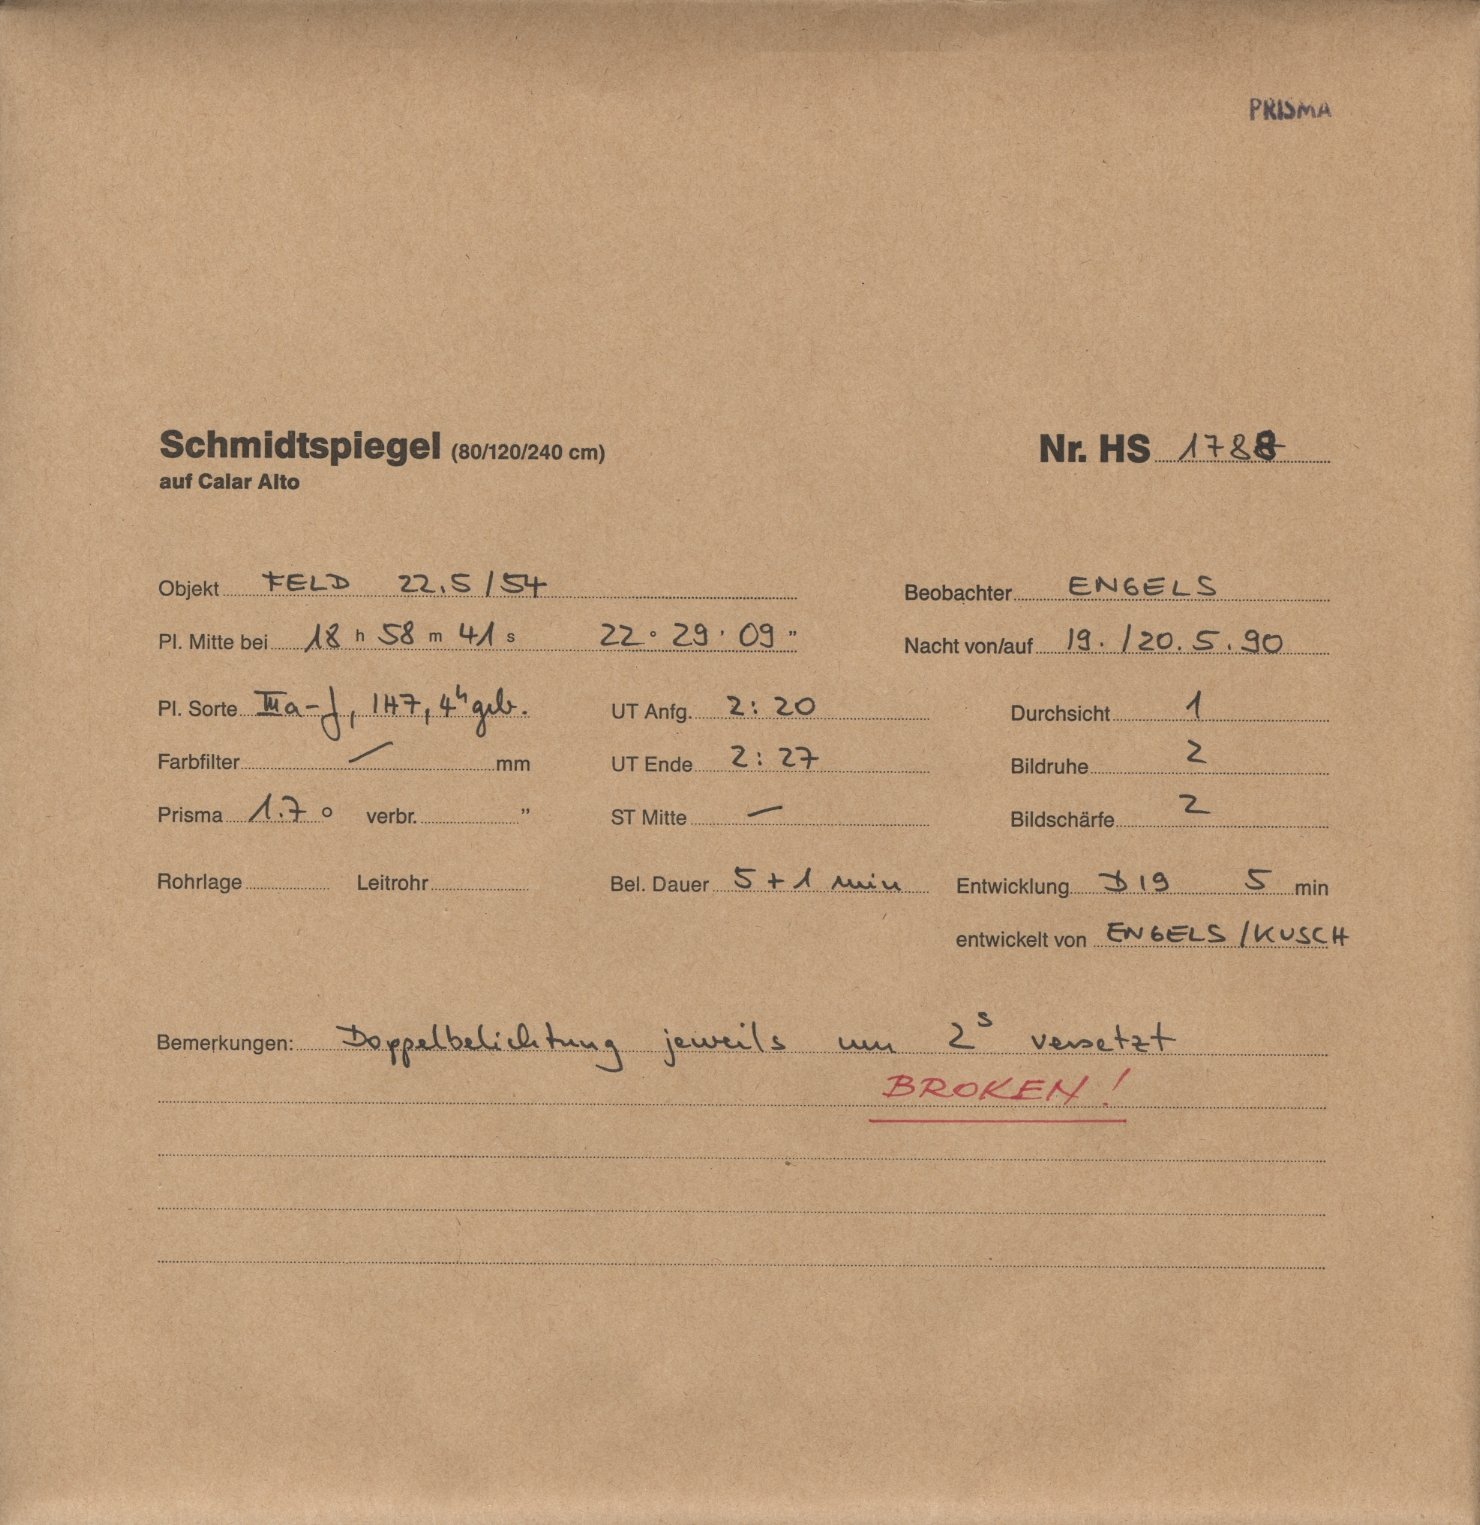 PRISMA
Schmidtspiegel (80/120/240 cm) Nr. HS 1788
auf Calar Alto
Objekt FELD 22.5/54 Beobachter ENGELS
Pl. Mitte bei 18 h 58 m 41 s 22 ° 29 ' 09 " Nacht von/auf 19./20.5.90
Pl. Sorte IIIa-J, 1H7, 4h geb. UT Anfg. 2:20 Durchsicht 1
Farbfilter — mm UT Ende 2:27 Bildruhe 2
Prisma 1.7 ° verbr. " ST Mitte — Bildschärfe 2
Rohrlage Leitrohr Bel. Dauer 5+1 min Entwicklung D19 5 min
entwickelt von ENGELS/KUSCH
Bemerkungen: Doppelbelichtung jeweils um 2s versetzt
BROKEN!